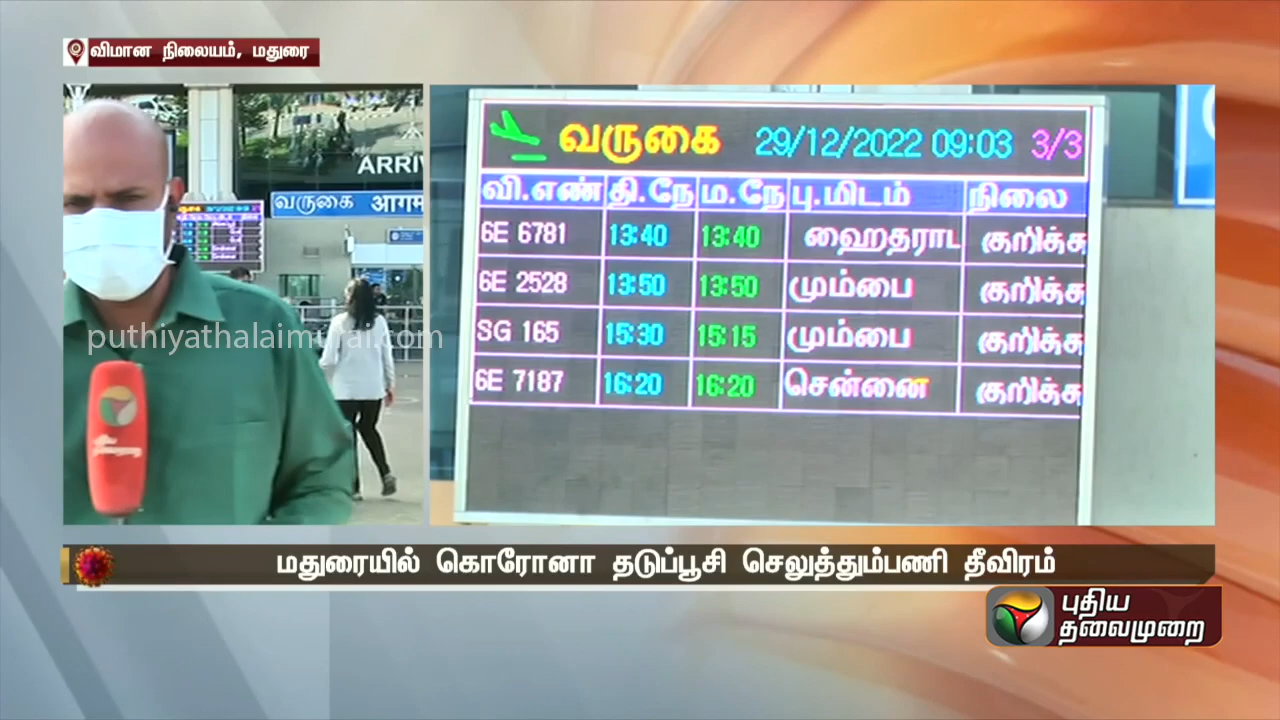 விமான நிலையம், மதுரை
ARRIV
வருகை आगम
வருகை 29/12/2022 09:03 3/3
வி.எண் தி.நே ம.நே பு.மிடம் நிலை
6E 6781 13:40 13:40 ஹைதராட குறித்த
6E 2528 13:50 13:50 மும்பை குறித்த
SG 165 15:30 15:15 மும்பை குறித்த
6E 7187 16:20 16:20 சென்னை குறித்த
puthiyathalaimurai.com
புதிய
தலைமுறை
மதுரையில் கொரோனா தடுப்பூசி செலுத்தும்பணி தீவிரம்
புதிய
தலைமுறை